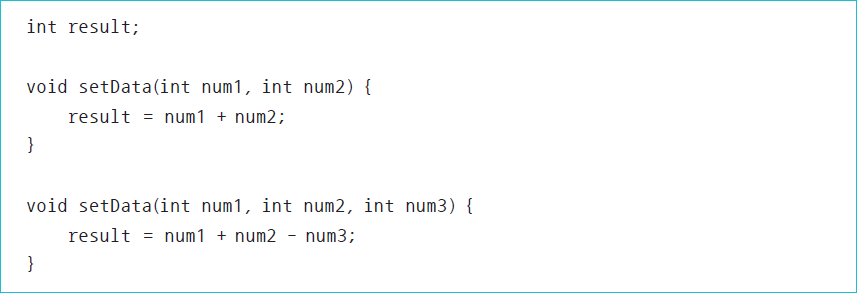 int result;
void setData(int num1, int num2) {
    result = num1 + num2;
}
void setData(int num1, int num2, int num3) {
    result = num1 + num2 - num3;
}